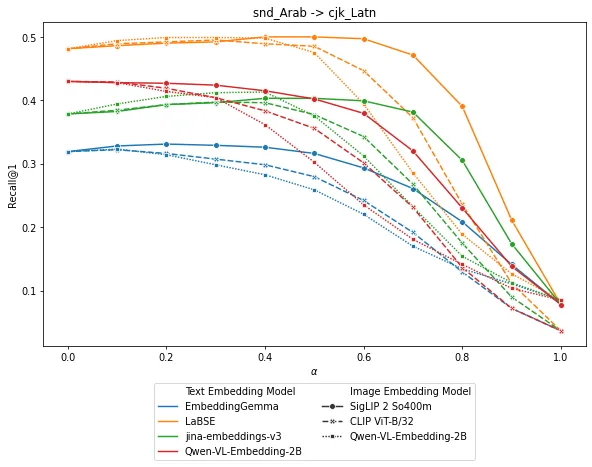 snd_Arab -> cjk_Latn
Recall@1
0.5
0.4
0.3
0.2
0.1
0.0 0.2 0.4 0.6 0.8 1.0
α
Text Embedding Model Image Embedding Model
EmbeddingGemma SigLIP 2 So400m
LaBSE CLIP ViT-B/32
jina-embeddings-v3 Qwen-VL-Embedding-2B
Qwen-VL-Embedding-2B